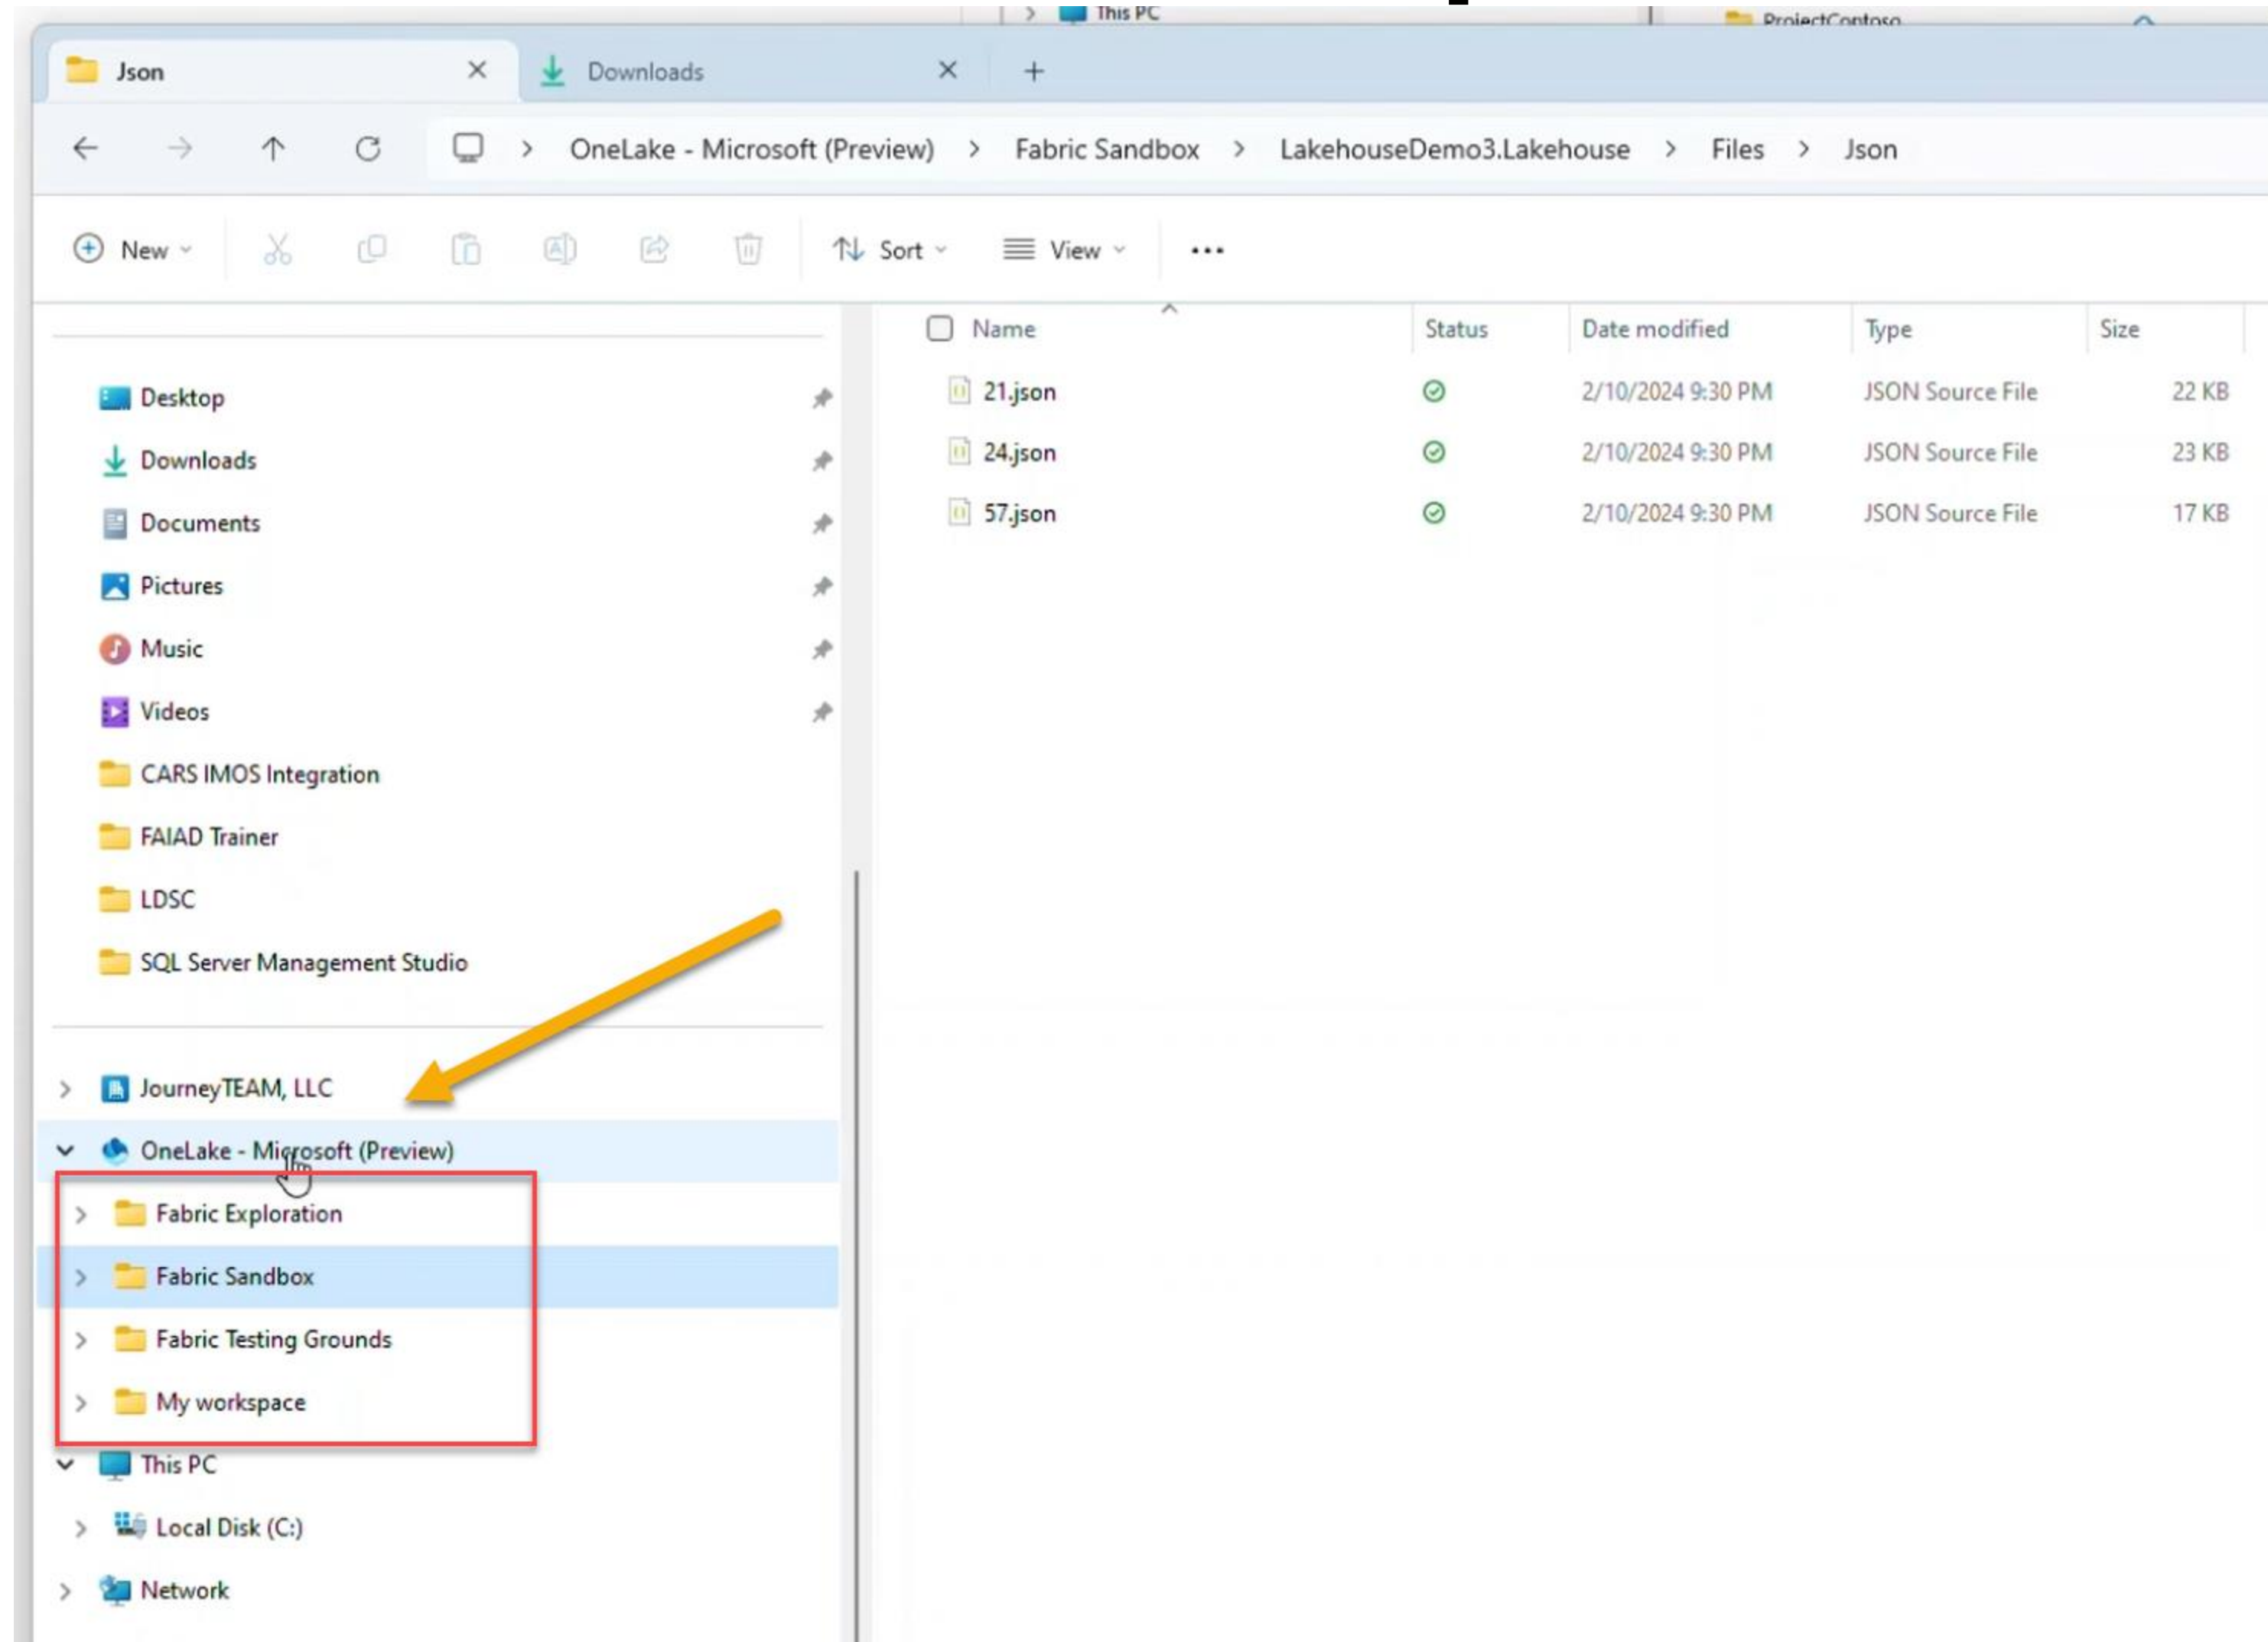 This PC
ProjectContoso
Json
Downloads
OneLake - Microsoft (Preview) > Fabric Sandbox > LakehouseDemo3.Lakehouse > Files > Json
New Sort View
Name Status Date modified Type Size
21.json 2/10/2024 9:30 PM JSON Source File 22 KB
24.json 2/10/2024 9:30 PM JSON Source File 23 KB
57.json 2/10/2024 9:30 PM JSON Source File 17 KB
Desktop
Downloads
Documents
Pictures
Music
Videos
CARS IMOS Integration
FAIAD Trainer
LDSC
SQL Server Management Studio
JourneyTEAM, LLC
OneLake - Microsoft (Preview)
Fabric Exploration
Fabric Sandbox
Fabric Testing Grounds
My workspace
This PC
Local Disk (C:)
Network